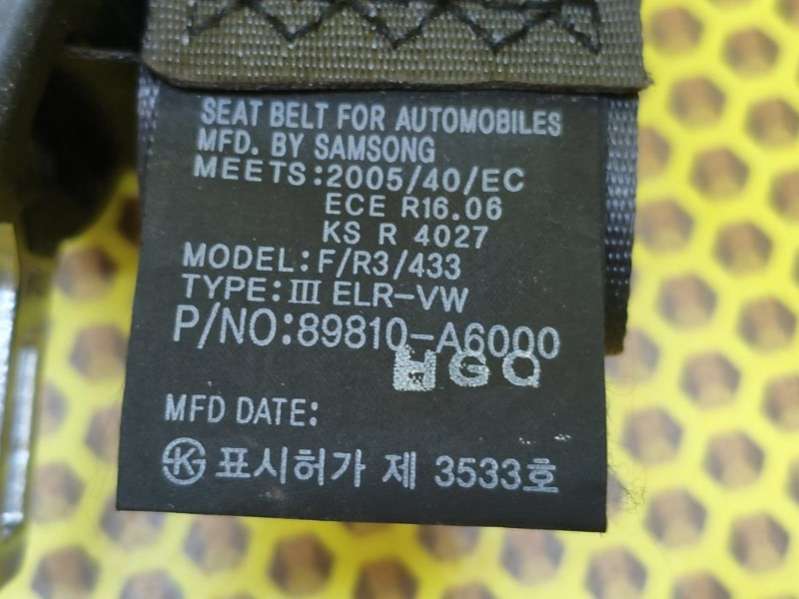 SEAT BELT FOR AUTOMOBILES
MFD. BY SAMSONG
MEETS:2005/40/EC
ECE R16.06
KS R 4027
MODEL:F/R3/433
TYPE:Ⅲ ELR-VW
P/NO:89810-A6000
GQ
MFD DATE:
표시허가 제 3533호